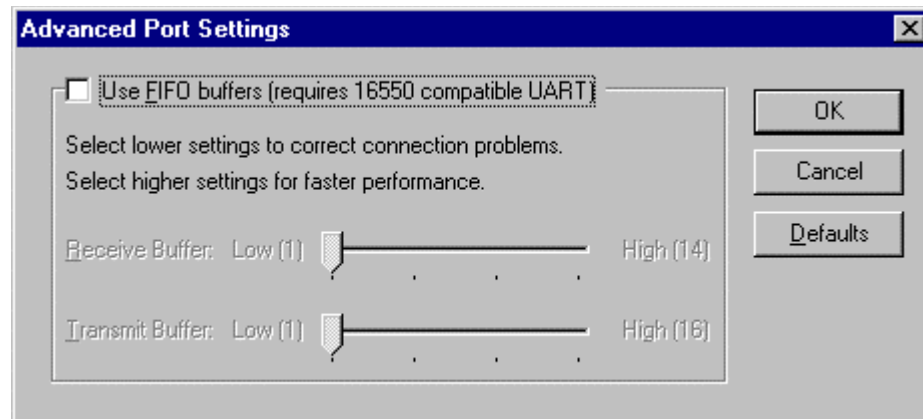 Advanced Port Settings
Use FIFO buffers (requires 16550 compatible UART)
Select lower settings to correct connection problems.
Select higher settings for faster performance.
Receive Buffer: Low (1) High (14)
Transmit Buffer: Low (1) High (16)
OK
Cancel
Defaults